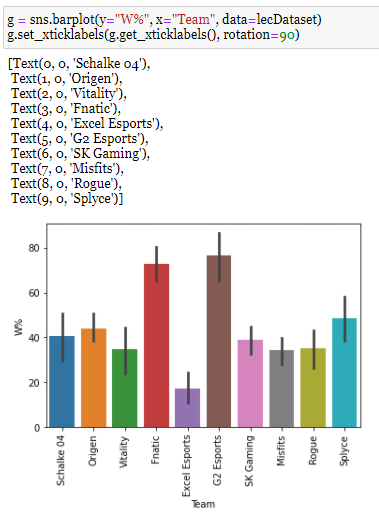 g = sns.barplot(y="W%", x="Team", data=lecDataset)
g.set_xticklabels(g.get_xticklabels(), rotation=90)
[Text(0, 0, 'Schalke 04'),
Text(1, 0, 'Origen'),
Text(2, 0, 'Vitality'),
Text(3, 0, 'Fnatic'),
Text(4, 0, 'Excel Esports'),
Text(5, 0, 'G2 Esports'),
Text(6, 0, 'SK Gaming'),
Text(7, 0, 'Misfits'),
Text(8, 0, 'Rogue'),
Text(9, 0, 'Splyce')]
80
60
40
20
0
W%
Schalke 04
Origen
Vitality
Fnatic
Excel Esports
G2 Esports
SK Gaming
Misfits
Rogue
Splyce
Team